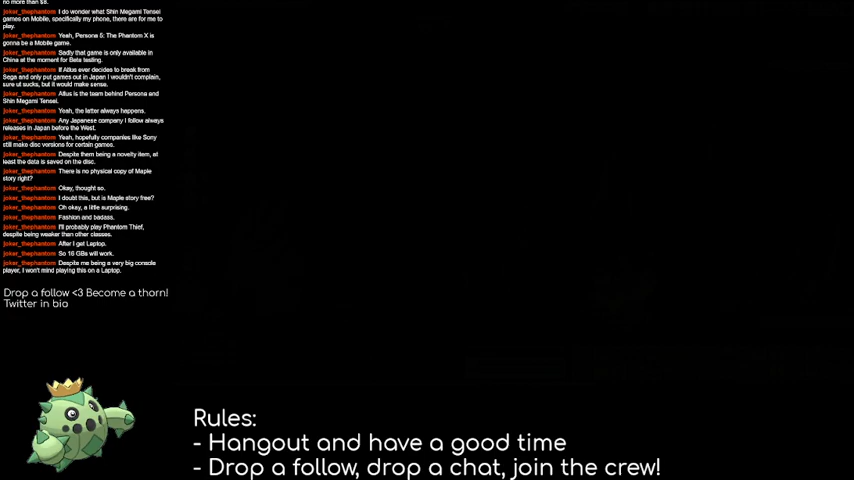 no more than $8.
joker_thephantom I do wonder what Shin Megami Tensei
games on Mobile, specifically my phone, there are for me to
play.
joker_thephantom Yeah, Persona 5: The Phantom X is
gonna be a Mobile game.
joker_thephantom Sadly that game is only available in
China at the moment for Beta testing.
joker_thephantom If Atlus ever decides to break from
Sega and only put games out in Japan I wouldn't complain,
sure ut sucks, but it would make sense.
joker_thephantom Atlus is the team behind Persona and
Shin Megami Tensei.
joker_thephantom Yeah, the latter always happens.
joker_thephantom Any Japanese company I follow always
releases in Japan before the West.
joker_thephantom Yeah, hopefully companies like Sony
still make disc versions for certain games.
joker_thephantom Despite them being a novelty item, at
least the data is saved on the disc.
joker_thephantom There is no physical copy of Maple
story right?
joker_thephantom Okay, thought so.
joker_thephantom I doubt this, but is Maple story free?
joker_thephantom Oh okay, a little surprising.
joker_thephantom Fashion and badass.
joker_thephantom I'll probably play Phantom Thief,
despite being weaker than other classes.
joker_thephantom After I get Laptop.
joker_thephantom So 16 GBs will work.
joker_thephantom Despite me being a very big console
player, I won't mind playing this on a Laptop.
Drop a follow <3 Become a thorn!
Twitter in bio
Rules:
- Hangout and have a good time
- Drop a follow, drop a chat, join the crew!